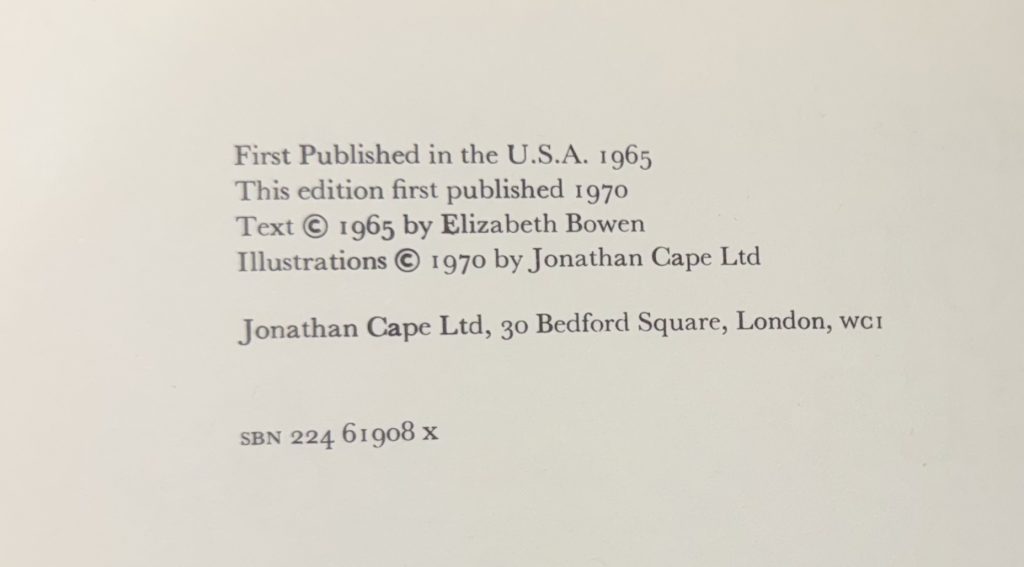 First Published in the U.S.A. 1965
This edition first published 1970
Text © 1965 by Elizabeth Bowen
Illustrations © 1970 by Jonathan Cape Ltd
Jonathan Cape Ltd, 30 Bedford Square, London, WC1
SBN 224 61908 X